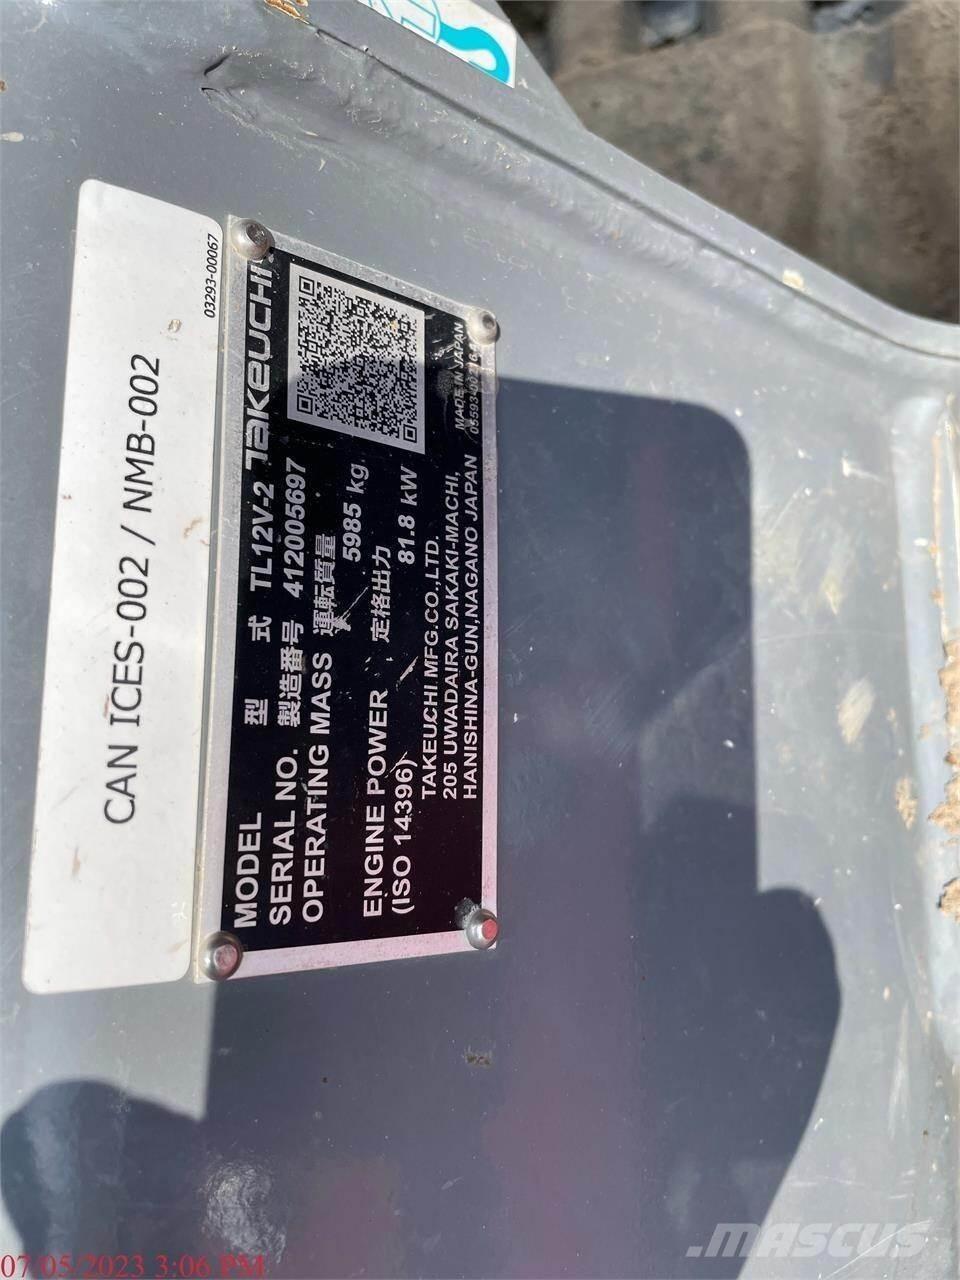 CAN ICES-002 / NMB-002
03293-00067
TAKEUCHI
MODEL 型 式 TL12V-2
SERIAL NO. 製造番号 412005697
OPERATING MASS 運転質量
5985 kg
ENGINE POWER 定格出力
(ISO 14396) 81.8 kW
TAKEUCHI MFG.CO.,LTD.
205 UWADAIRA SAKAKI-MACHI,
HANISHINA-GUN,NAGANO JAPAN
MADE IN JAPAN
07/05/2023 3:06 PM
MASCUS